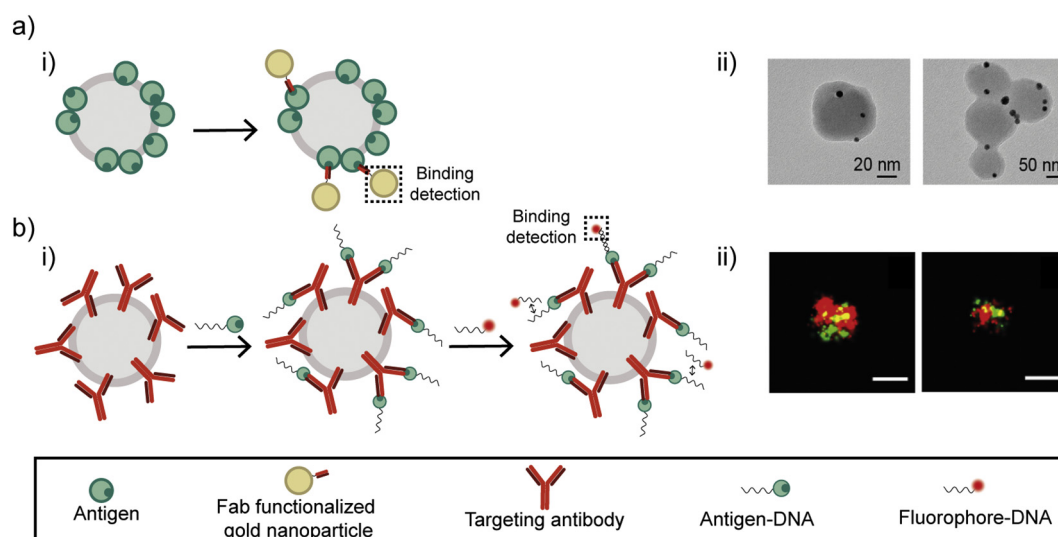 a)
i)
ii)
20 nm
50 nm
Binding
detection
b)
i)
Binding
detection
ii)
Antigen
Fab functionalized
gold nanoparticle
Targeting antibody
Antigen-DNA
Fluorophore-DNA